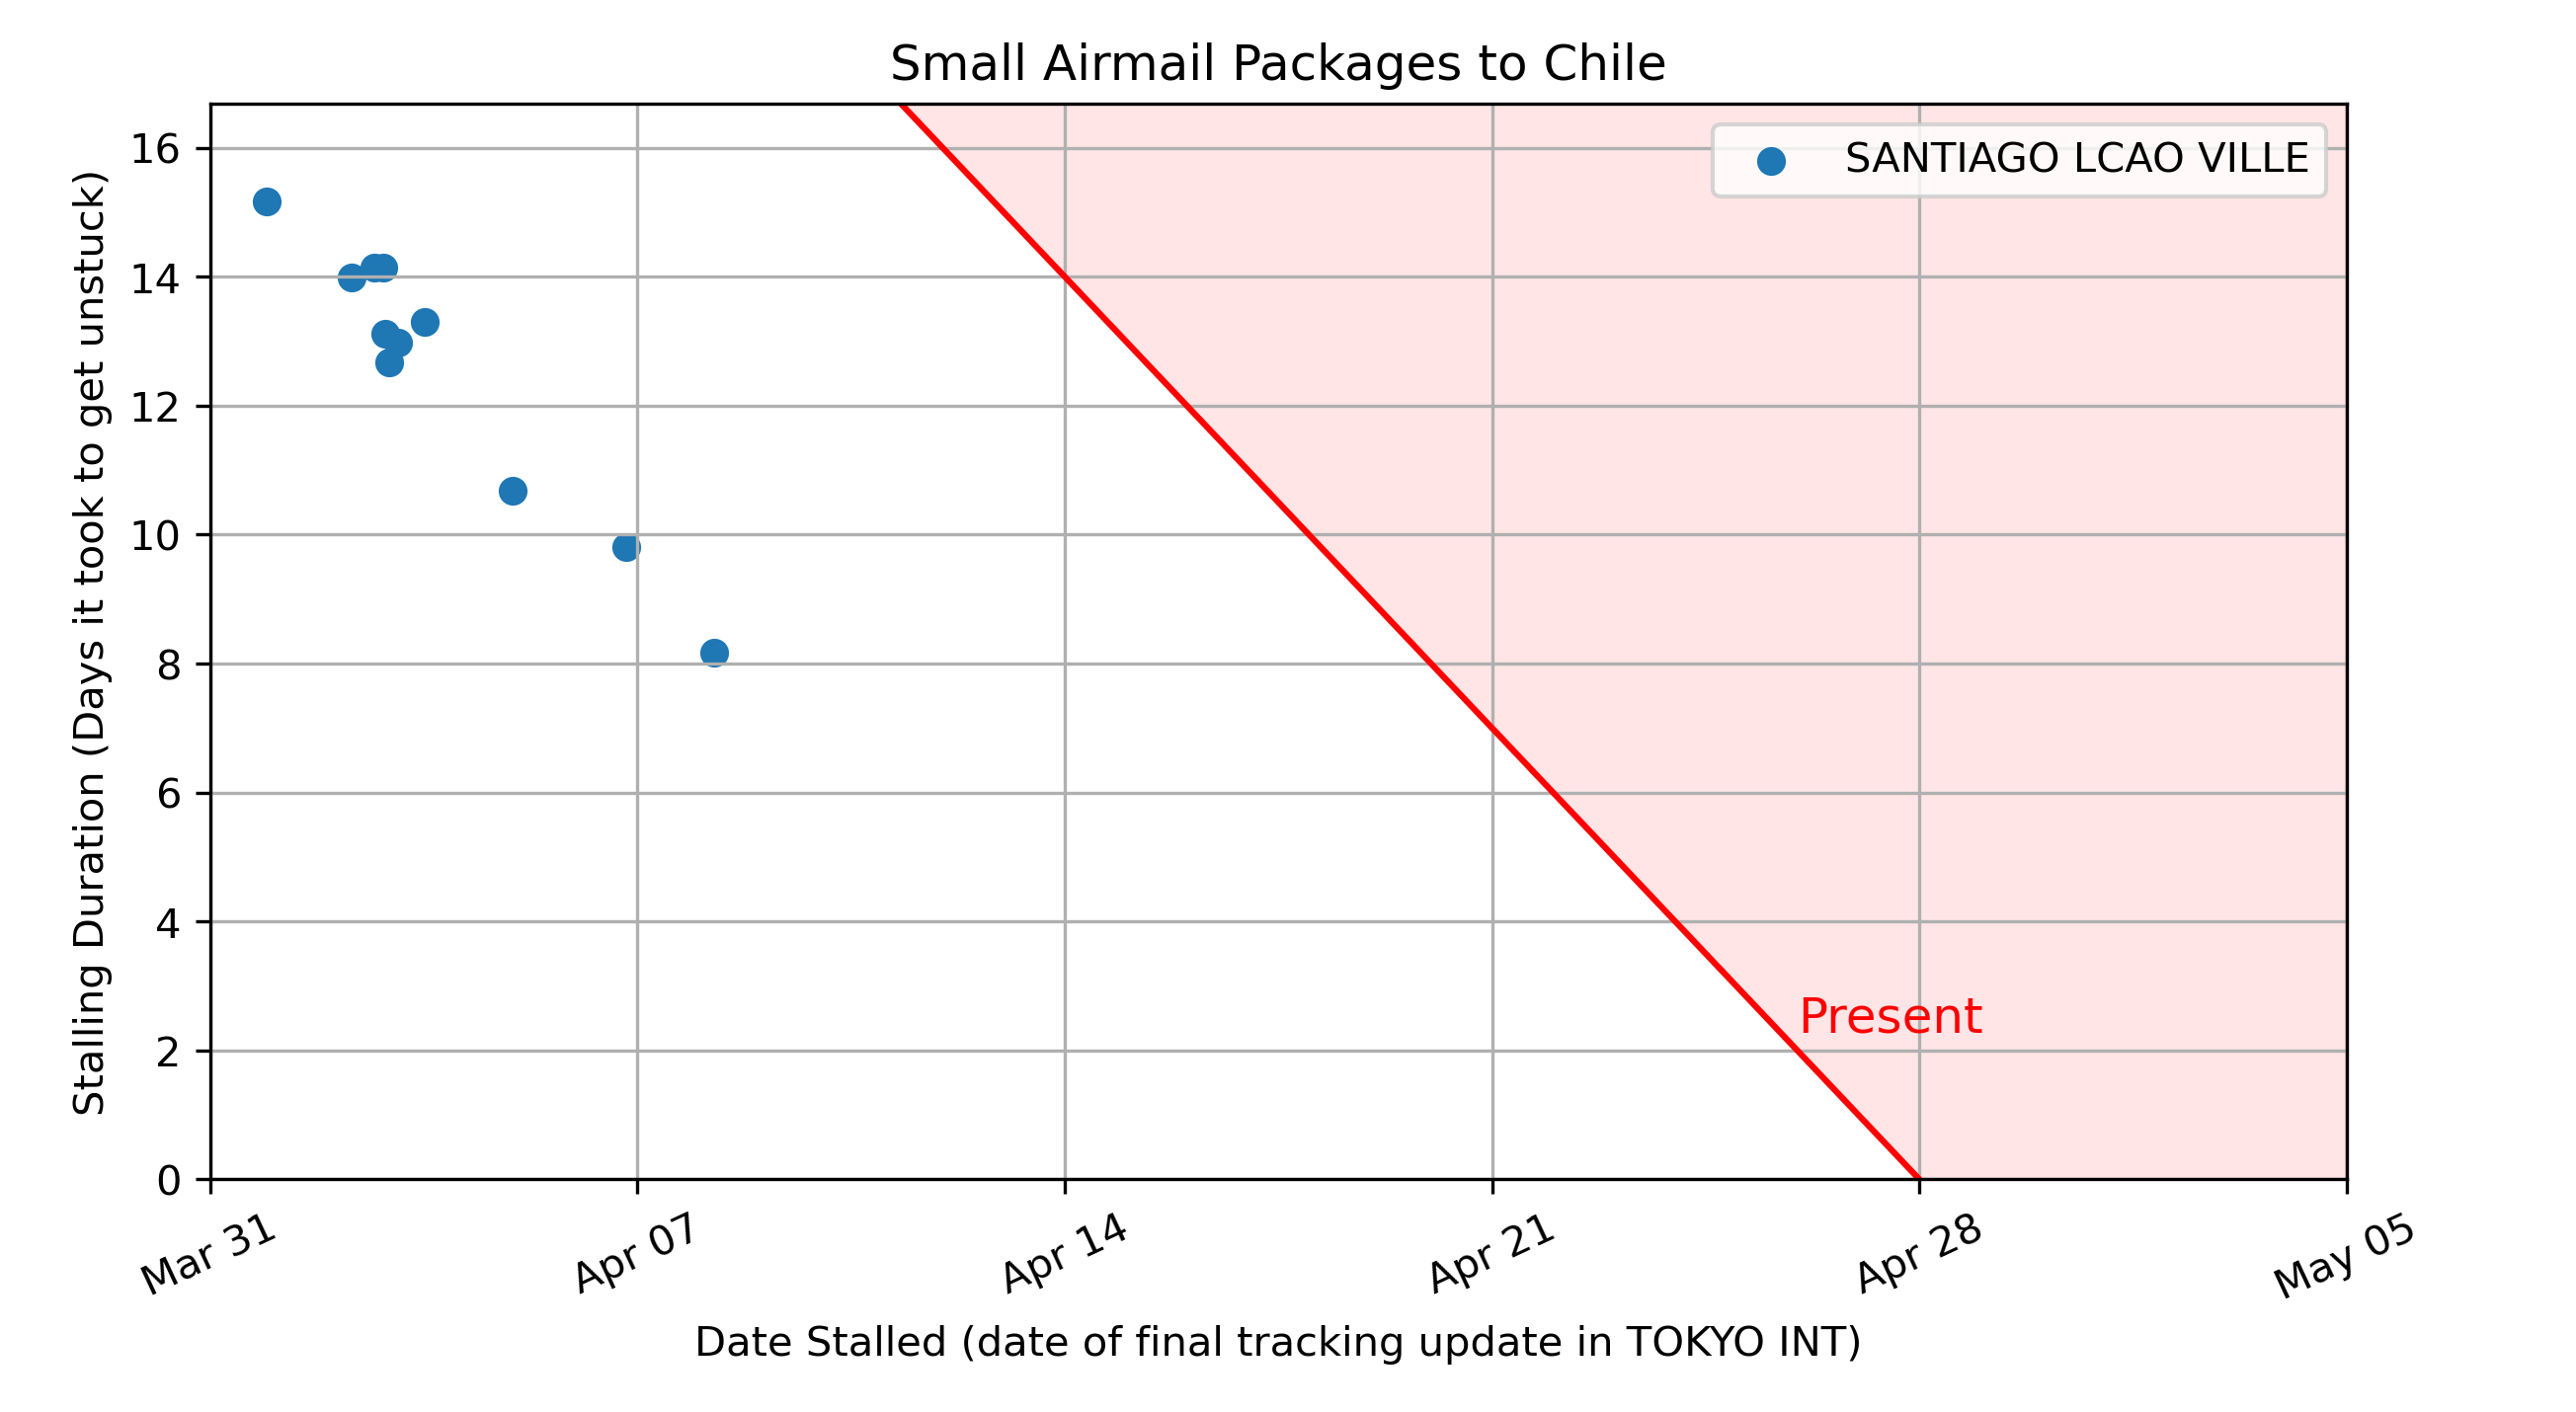 Small Airmail Packages to Chile
SANTIAGO LCAO VILLE
Stalling Duration (Days it took to get unstuck)
16
14
12
10
8
6
4
2
0
Present
Mar 31
Apr 07
Apr 14
Apr 21
Apr 28
May 05
Date Stalled (date of final tracking update in TOKYO INT)